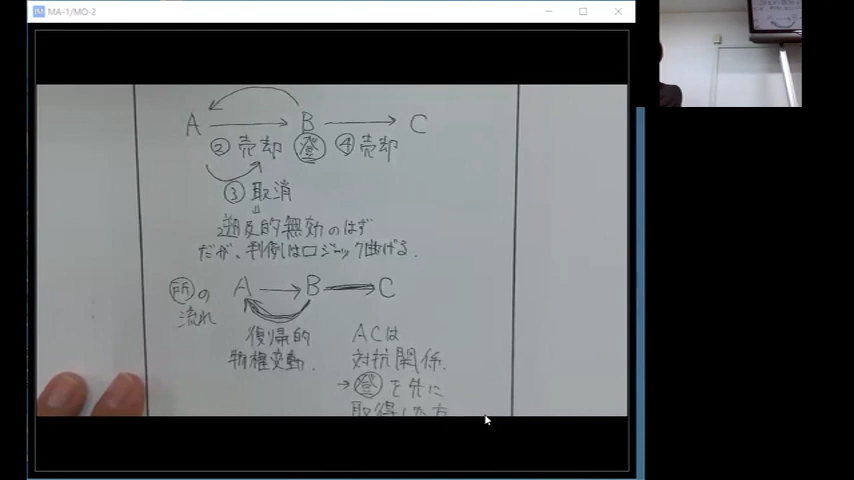 MA-1/MO-2
A B C
② 売却 登 ④ 売却
③ 取消
遡及的無効のはず
だが、判例はロジック曲げる.
所の流れ
A B C
復帰的
物権変動.
ACは
対抗関係.
→登を先に
取得した方